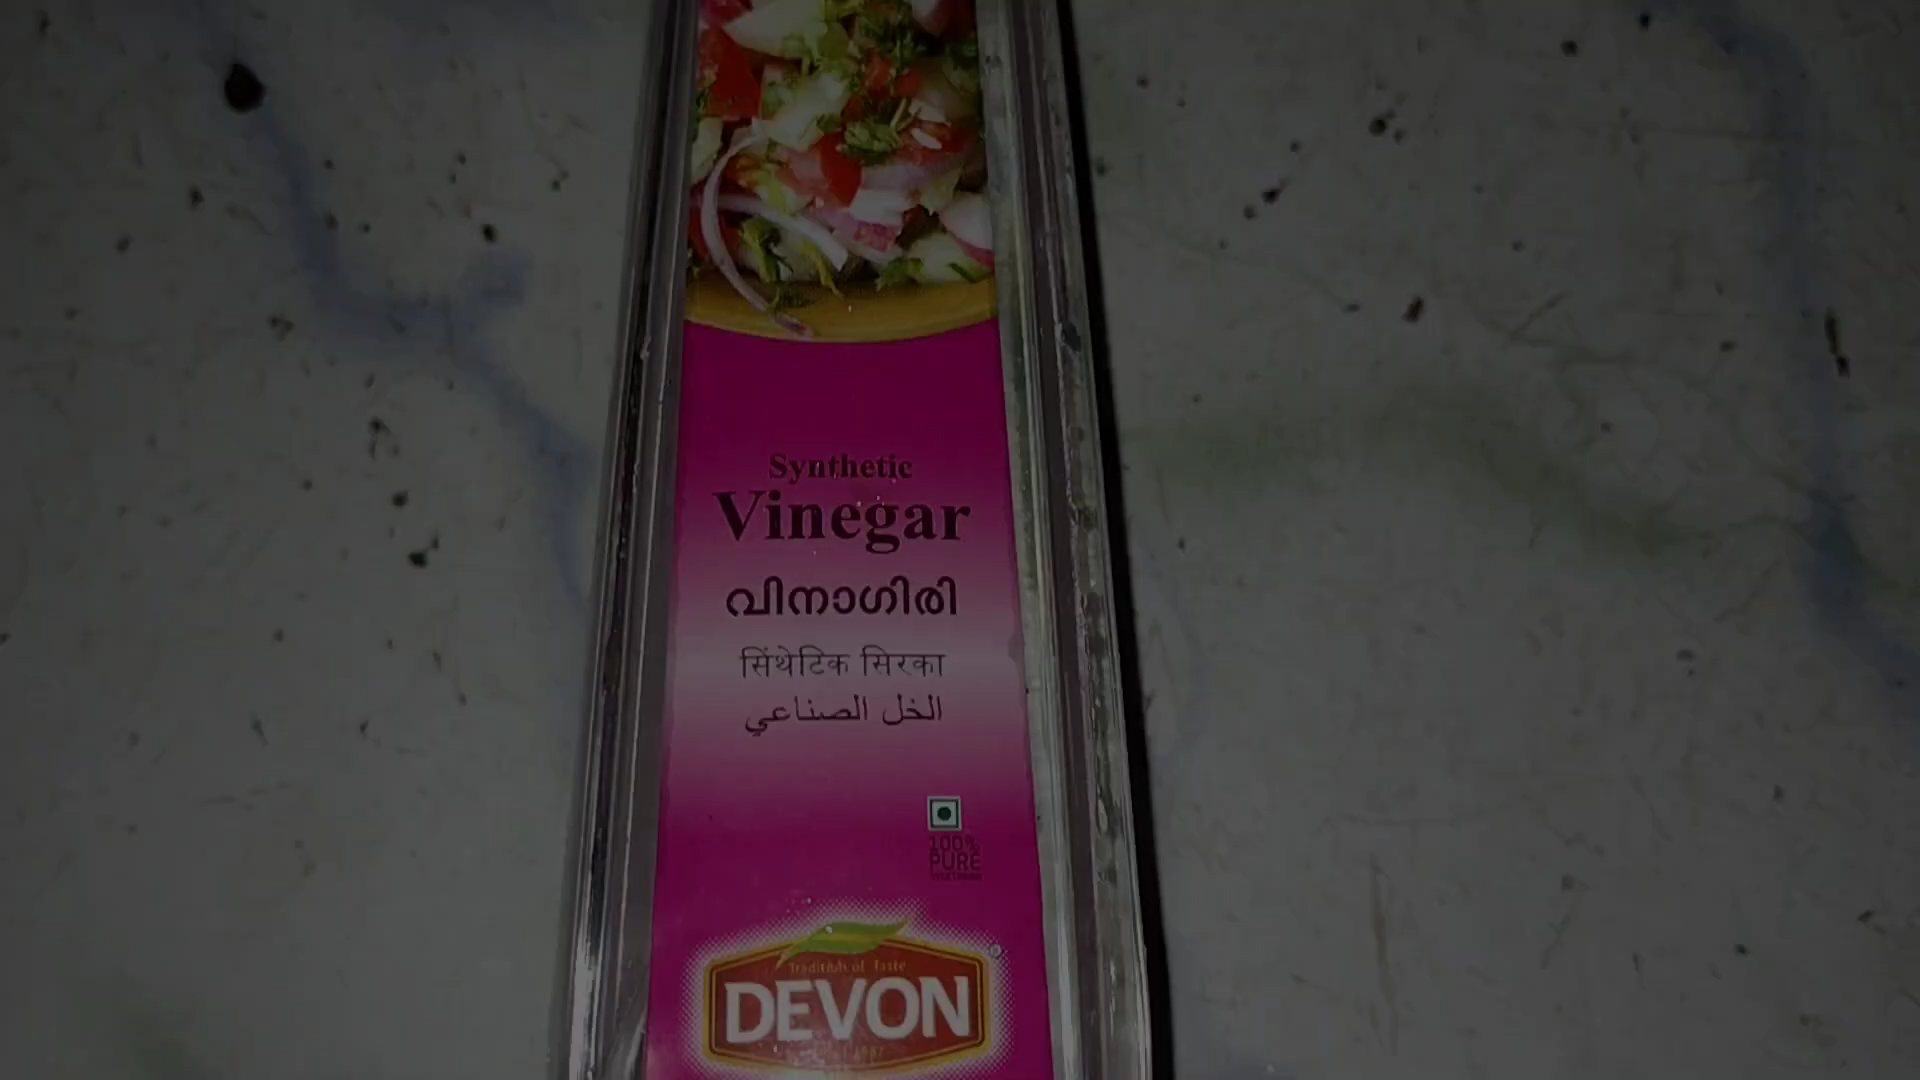 Synthetic
Vinegar
വിനാഗിരി
सिंथेटिक सिरका
الخل الصناعي
100%
PURE
Tradition of Taste
DEVON